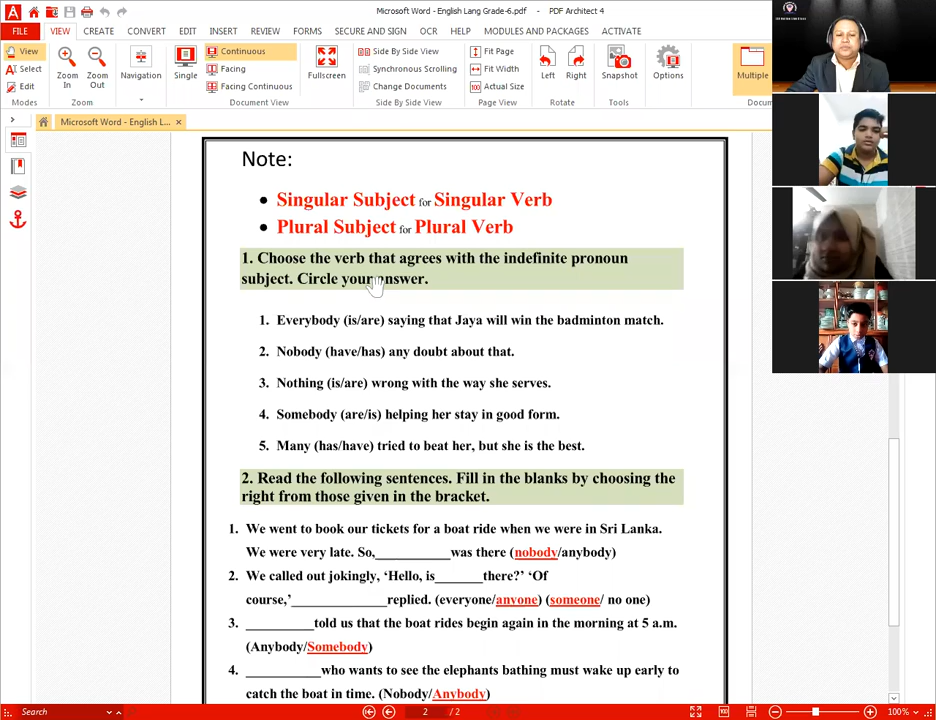 Microsoft Word - English Lang Grade-6.pdf - PDF Architect 4
FILE VIEW CREATE CONVERT EDIT INSERT REVIEW FORMS SECURE AND SIGN OCR HELP MODULES AND PACKAGES ACTIVATE
View
Select
Edit
Modes
Zoom In
Zoom Out
Zoom
Navigation
Single
Continuous
Facing
Facing Continuous
Document View
Fullscreen
Side By Side View
Synchronous Scrolling
Change Documents
Side By Side View
Fit Page
Fit Width
Actual Size
Page View
Left
Right
Rotate
Snapshot
Tools
Options
Multiple
Docum
Microsoft Word - English L...
Note:
• Singular Subject for Singular Verb
• Plural Subject for Plural Verb
1. Choose the verb that agrees with the indefinite pronoun
subject. Circle your answer.
1. Everybody (is/are) saying that Jaya will win the badminton match.
2. Nobody (have/has) any doubt about that.
3. Nothing (is/are) wrong with the way she serves.
4. Somebody (are/is) helping her stay in good form.
5. Many (has/have) tried to beat her, but she is the best.
2. Read the following sentences. Fill in the blanks by choosing the
right from those given in the bracket.
1. We went to book our tickets for a boat ride when we were in Sri Lanka.
We were very late. So,___________was there (nobody/anybody)
2. We called out jokingly, ‘Hello, is_______there?’ ‘Of
course,’______________replied. (everyone/anyone) (someone/ no one)
3. __________told us that the boat rides begin again in the morning at 5 a.m.
(Anybody/Somebody)
4. ___________who wants to see the elephants bathing must wake up early to
catch the boat in time. (Nobody/Anybody)
Search
2 / 2
100%